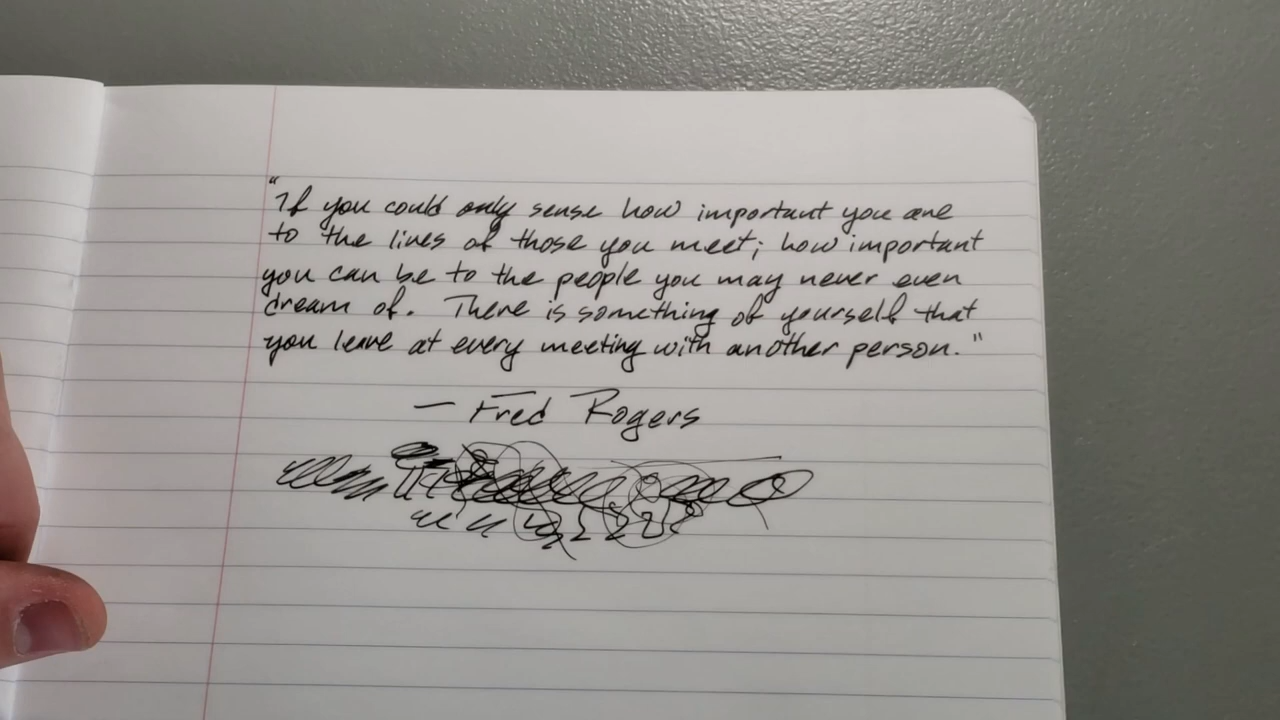 "If you could only sense how important you are
to the lives of those you meet; how important
you can be to the people you may never even
dream of. There is something of yourself that
you leave at every meeting with another person."
— Fred Rogers